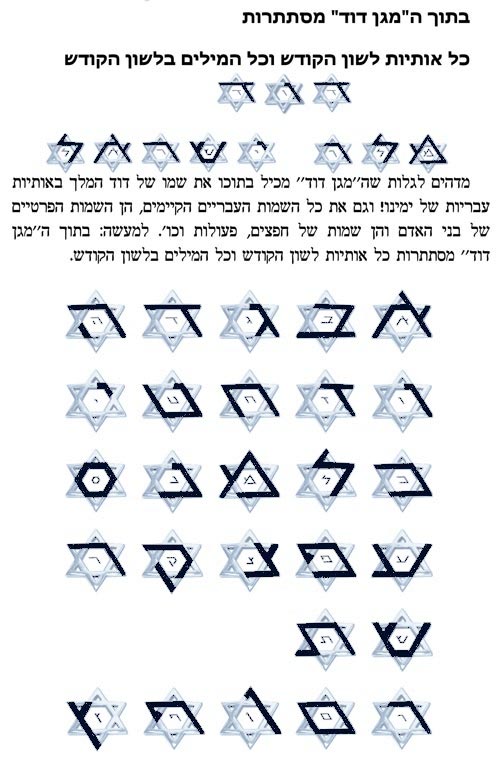 בתוך ה"מגן דוד" מסתתרות
כל אותיות לשון הקודש וכל המילים בלשון הקודש
ד ו ד
מ ל ך י ש ר א ל
מדהים לגלות שה״מגן דוד״ מכיל בתוכו את שמו של דוד המלך באותיות
עבריות של ימינו! וגם את כל השמות העבריים הקיימים, הן השמות הפרטיים
של בני האדם והן שמות של חפצים, פעולות וכו׳. למעשה: בתוך ה״מגן
דוד״ מסתתרות כל אותיות לשון הקודש וכל המילים בלשון הקודש.
א ב ג ד ה
ו ז ח ט י
כ ל מ נ ס
ע פ צ ק ר
ש ת
ך ם ן ף ץ